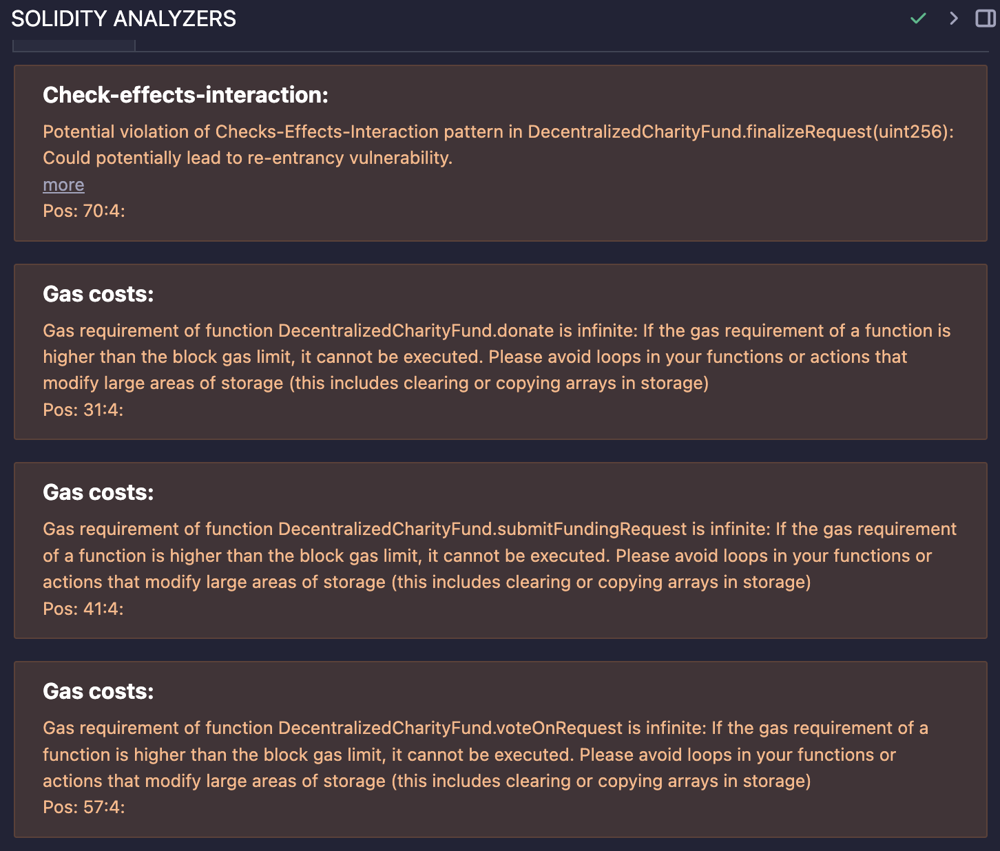 SOLIDITY ANALYZERS
Check-effects-interaction:
Potential violation of Checks-Effects-Interaction pattern in DecentralizedCharityFund.finalizeRequest(uint256):
Could potentially lead to re-entrancy vulnerability.
more
Pos: 70:4:
Gas costs:
Gas requirement of function DecentralizedCharityFund.donate is infinite: If the gas requirement of a function is
higher than the block gas limit, it cannot be executed. Please avoid loops in your functions or actions that
modify large areas of storage (this includes clearing or copying arrays in storage)
Pos: 31:4:
Gas costs:
Gas requirement of function DecentralizedCharityFund.submitFundingRequest is infinite: If the gas requirement
of a function is higher than the block gas limit, it cannot be executed. Please avoid loops in your functions or
actions that modify large areas of storage (this includes clearing or copying arrays in storage)
Pos: 41:4:
Gas costs:
Gas requirement of function DecentralizedCharityFund.voteOnRequest is infinite: If the gas requirement of a
function is higher than the block gas limit, it cannot be executed. Please avoid loops in your functions or
actions that modify large areas of storage (this includes clearing or copying arrays in storage)
Pos: 57:4: